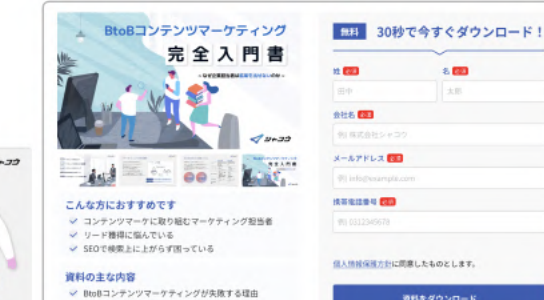 BtoBコンテンツマーケティング
完全入門書
シャコウ
こんな方におすすめです
コンテンツマーケに取り組むマーケティング担当者
リード獲得に悩んでいる
SEOで検索上に上がらず困っている
資料の主な内容
BtoBコンテンツマーケティングが失敗する理由
無料 30秒で今すぐダウンロード！
姓 必須
名 必須
田中
太郎
会社名 必須
例) 株式会社シャコウ
メールアドレス 必須
例) info@example.com
携帯電話番号 必須
例) 0312345678
個人情報保護方針に同意したものとします。
資料をダウンロード